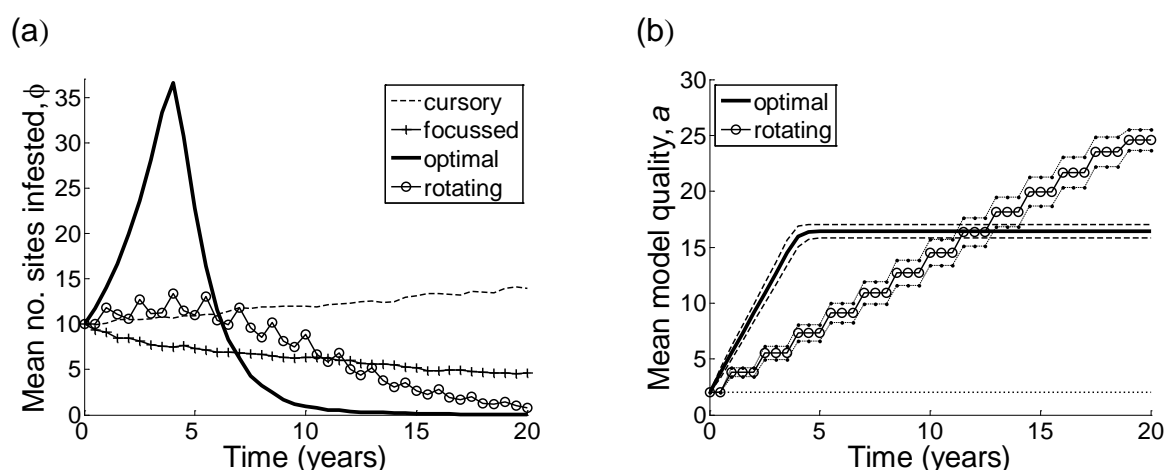 (a)
Mean no. sites infested, ϕ
35
30
25
20
15
10
5
0
0 5 10 15 20
Time (years)
cursory
focussed
optimal
rotating
(b)
Mean model quality, a
30
25
20
15
10
5
0
0 5 10 15 20
Time (years)
optimal
rotating